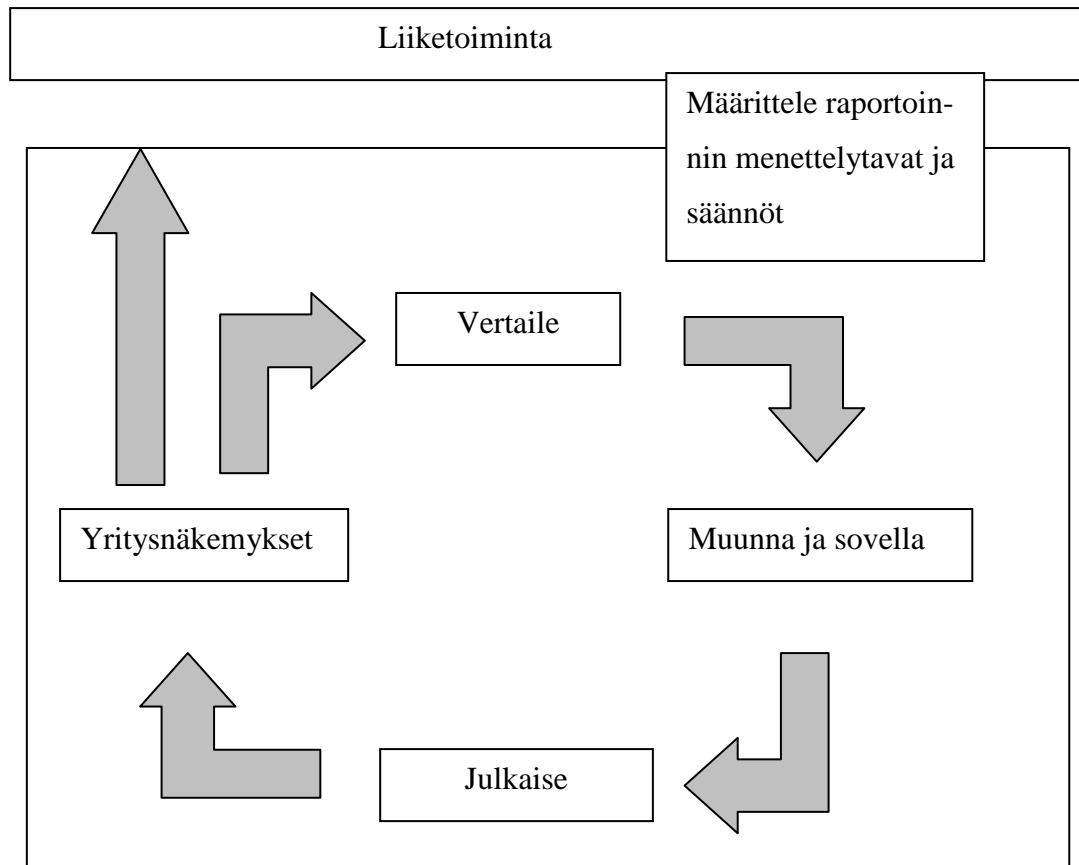 Liiketoiminta
Määrittele raportoin-
nin menettelytavat ja
säännöt
Vertaile
Yritysnäkemykset
Muunna ja sovella
Julkaise